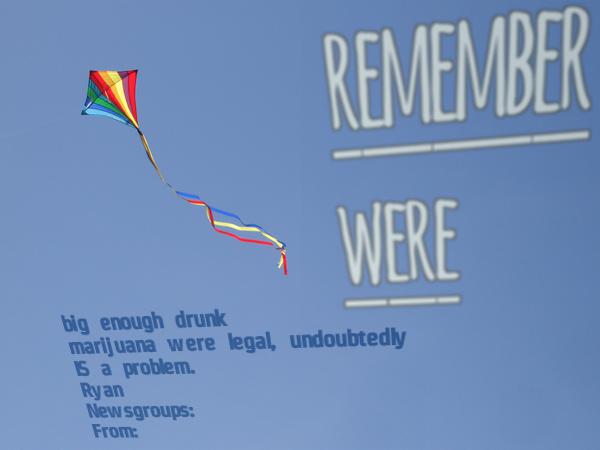 REMEMBER
WERE
big enough drunk
marijuana were legal, undoubtedly
IS a problem.
Ryan
Newsgroups:
From: